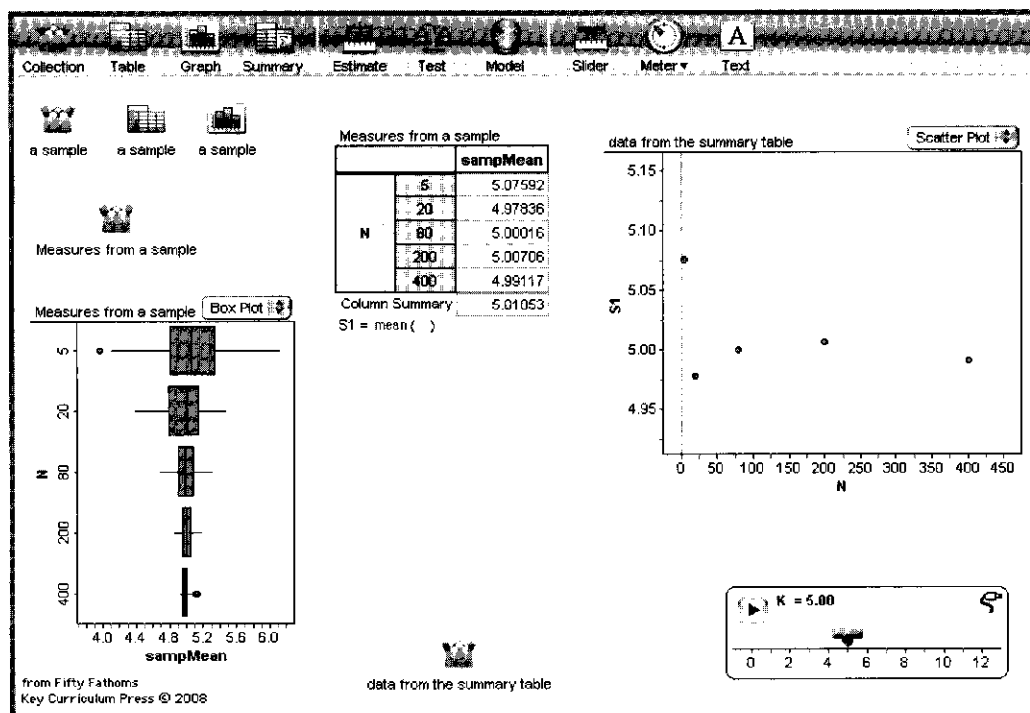 Collection Table Graph Summary Estimate Test Model Slider Meter Text
a sample a sample a sample
Measures from a sample
Measures from a sample
sampMean
N
5 5.07592
20 4.97836
80 5.00016
200 5.00706
400 4.99117
Column Summary 5.01053
S1 = mean ( )
data from the summary table Scatter Plot
5.15
5.10
5.05
5.00
4.95
S1
0 50 100 150 200 250 300 350 400 450
N
Measures from a sample Box Plot
5
20
80
200
400
N
4.0 4.4 4.8 5.2 5.6 6.0
sampMean
K = 5.00
0 2 4 6 8 10 12
data from the summary table
from Fifty Fathoms
Key Curriculum Press © 2008